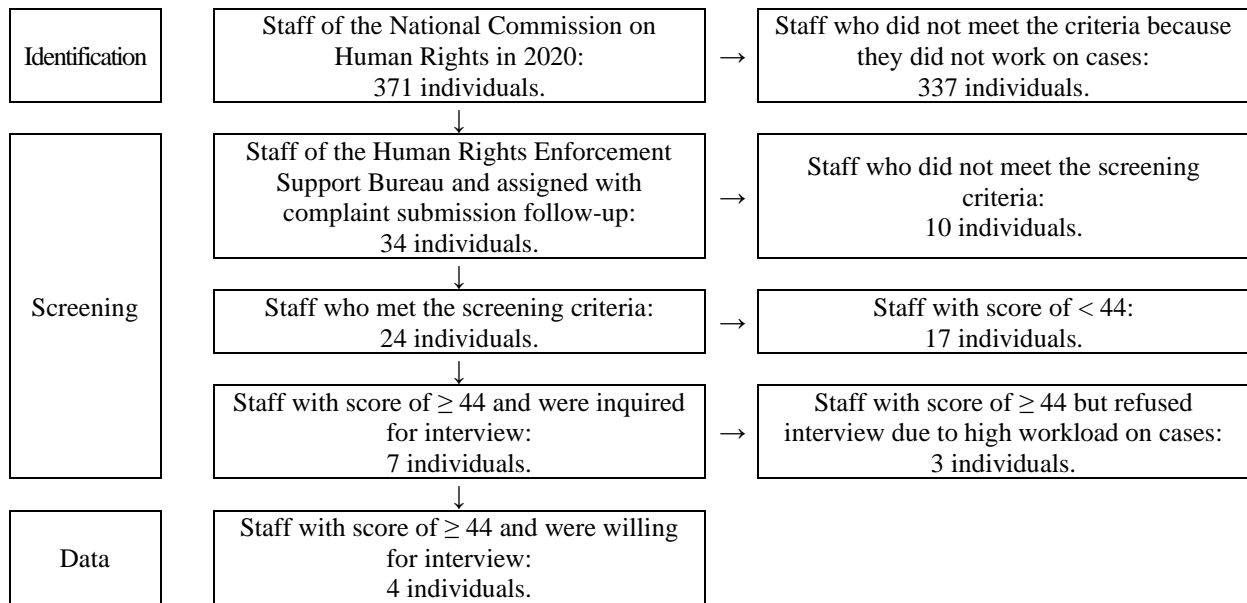 Identification
Staff of the National Commission on
Human Rights in 2020:
371 individuals.
→
Staff who did not meet the criteria because
they did not work on cases:
337 individuals.
↓
Screening
Staff of the Human Rights Enforcement
Support Bureau and assigned with
complaint submission follow-up:
34 individuals.
→
Staff who did not meet the screening
criteria:
10 individuals.
↓
Staff who met the screening criteria:
24 individuals.
→
Staff with score of < 44:
17 individuals.
↓
Staff with score of ≥ 44 and were inquired
for interview:
7 individuals.
→
Staff with score of ≥ 44 but refused
interview due to high workload on cases:
3 individuals.
↓
Data
Staff with score of ≥ 44 and were willing
for interview:
4 individuals.